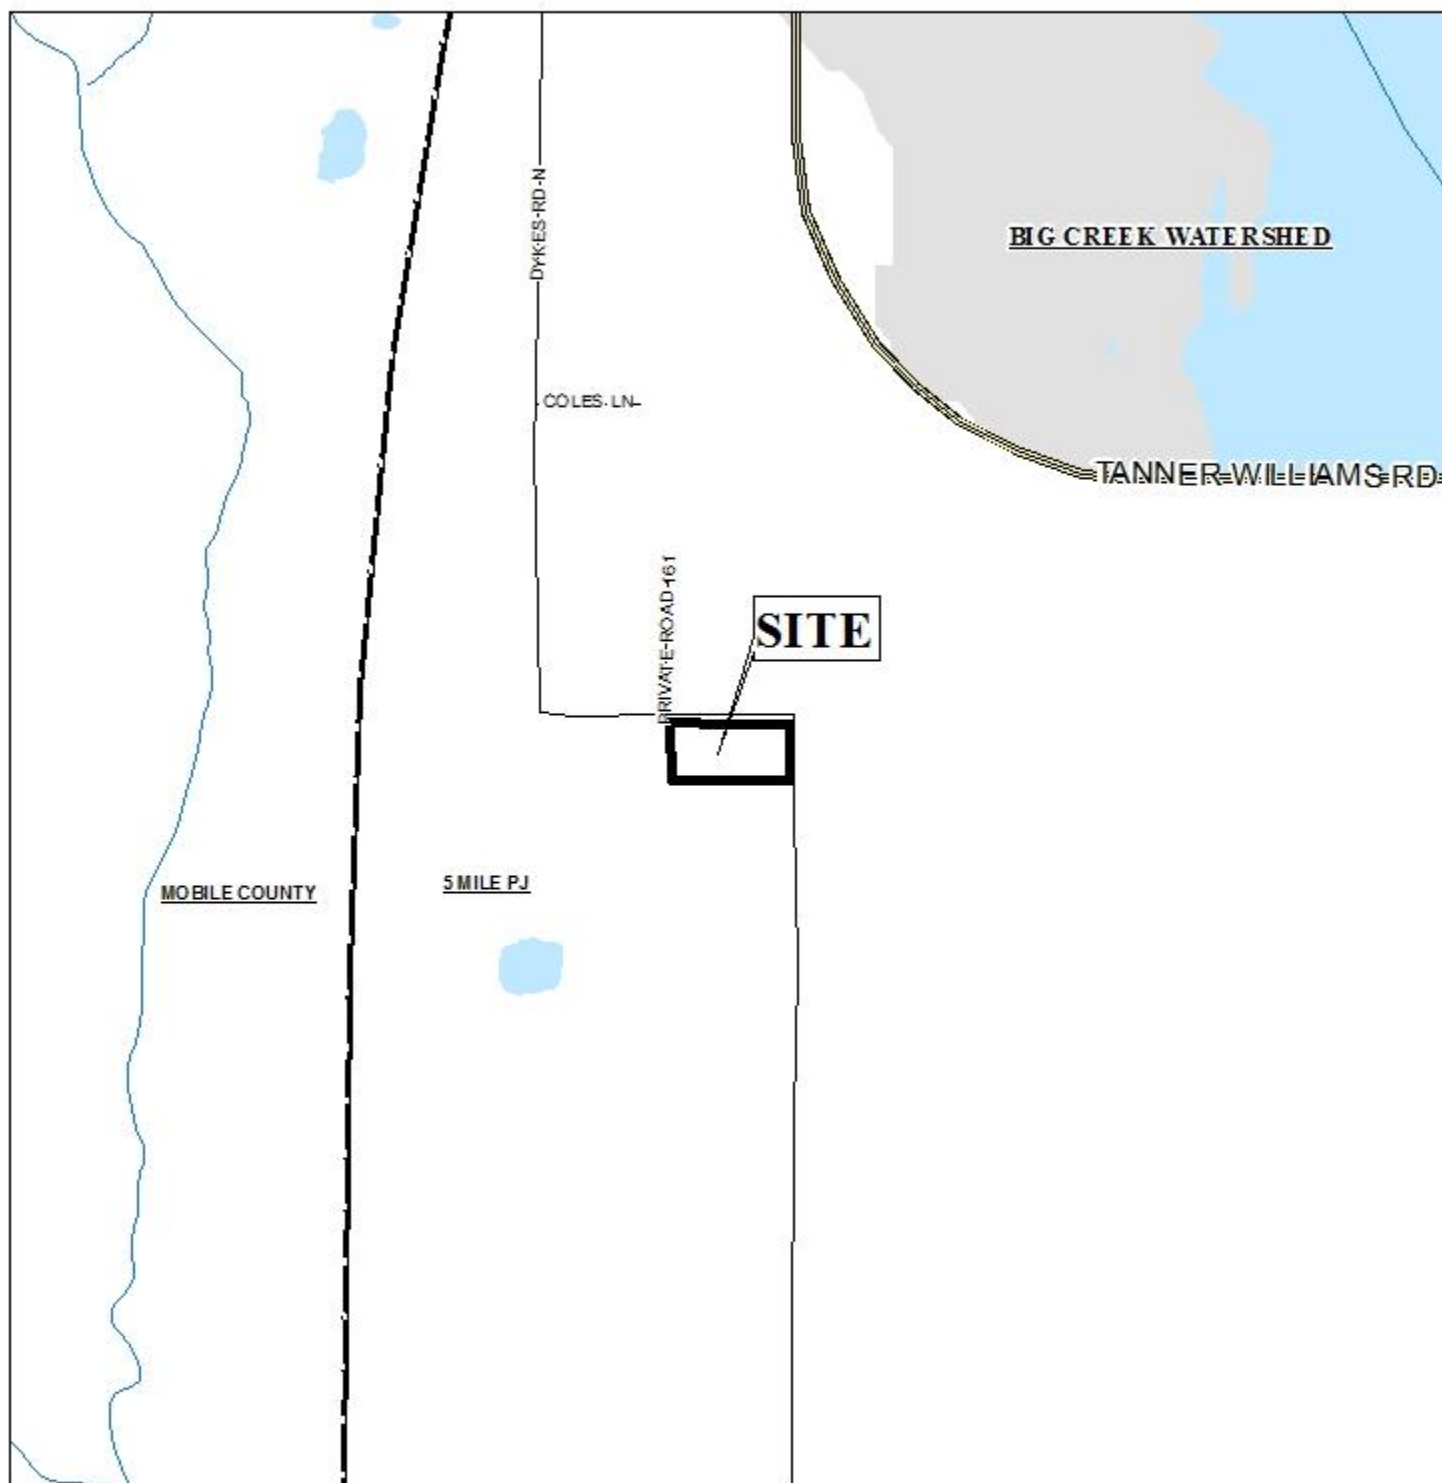 DYKES RD N
BIG CREEK WATERSHED
COLES LN
TANNER WILLIAMS RD
PRIVATE ROAD 161
SITE
MOBILE COUNTY
5 MILE PJ